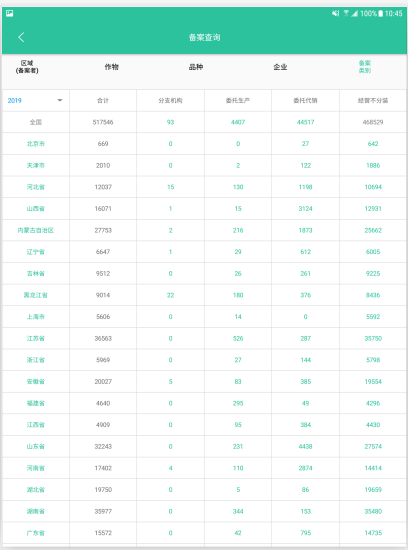 100% 10:45
备案查询
区域 作物 品种 企业 备案
(备案者) 类别
2019 合计 分支机构 委托生产 委托代销 经营不分装
全国 517546 93 4407 44517 468529
北京市 669 0 0 27 642
天津市 2010 0 2 122 1886
河北省 12037 15 130 1198 10694
山西省 16071 1 15 3124 12931
内蒙古自治区 27753 2 216 1873 25662
辽宁省 6647 1 29 612 6005
吉林省 9512 0 26 261 9225
黑龙江省 9014 22 180 376 8436
上海市 5606 0 14 0 5592
江苏省 36563 0 526 287 35750
浙江省 5969 0 27 144 5798
安徽省 20027 5 83 385 19554
福建省 4640 0 295 49 4296
江西省 4909 0 95 384 4430
山东省 32243 0 231 4438 27574
河南省 17402 4 110 2874 14414
湖北省 19750 0 5 86 19659
湖南省 35977 0 344 153 35480
广东省 15572 0 42 795 14735